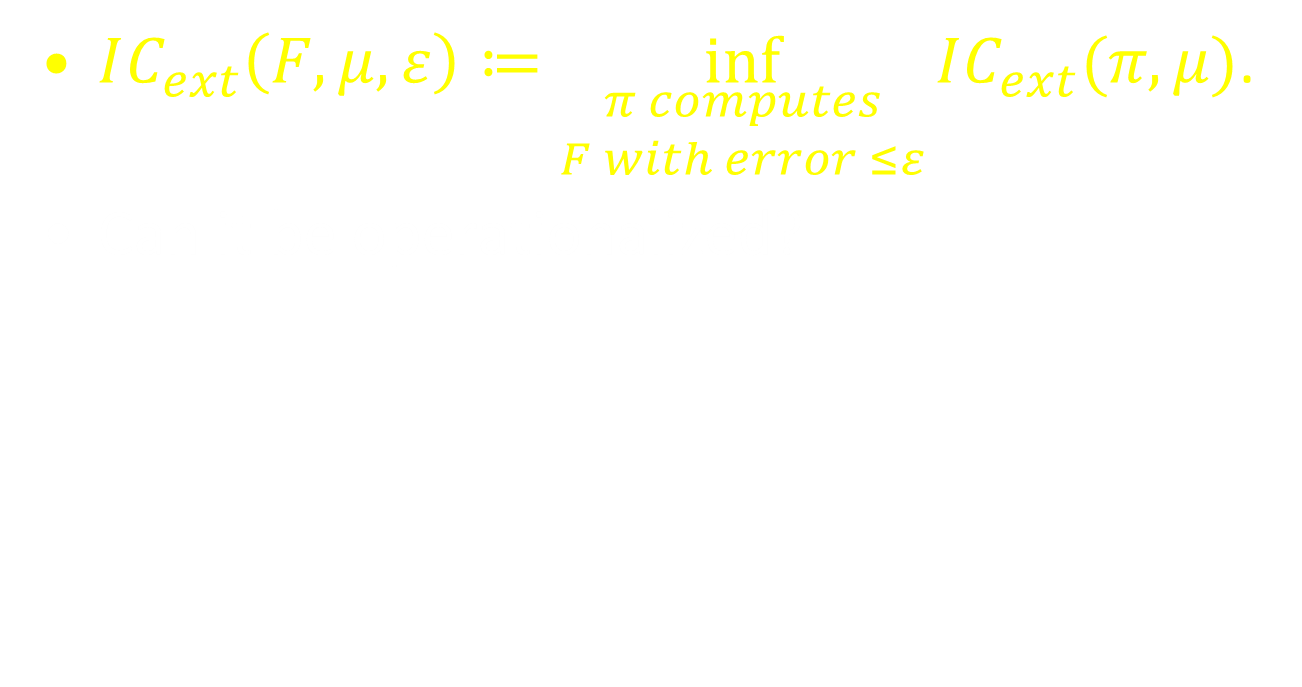 • IC_ext(F, μ, ε) := inf IC_ext(π, μ).
π computes
F with error ≤ε